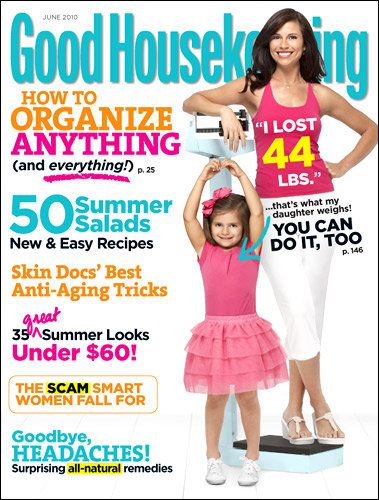 JUNE 2010
GoodHousekeeping
HOW TO
ORGANIZE
ANYTHING
(and everything!) p. 25
50 Summer
Salads
New & Easy Recipes
Skin Docs' Best
Anti-Aging Tricks
great
35 Summer Looks
Under $60!
THE SCAM SMART
WOMEN FALL FOR
Goodbye,
HEADACHES!
Surprising all-natural remedies
"I LOST
44
LBS."
...that's what my
daughter weighs!
YOU CAN
DO IT, TOO
p. 146